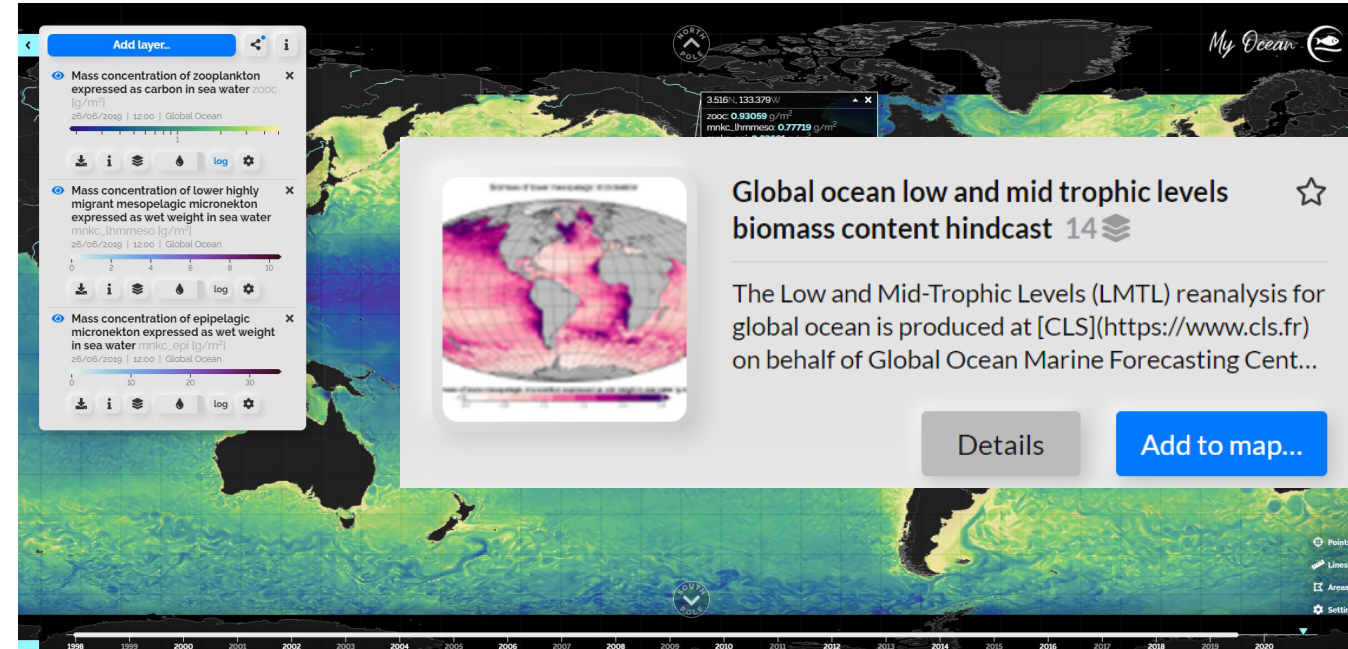 Add layer...
Mass concentration of zooplankton
expressed as carbon in sea water zooc
[g/m²]
26/06/2019 | 12:00 | Global Ocean
1
log
Mass concentration of lower highly
migrant mesopelagic micronekton
expressed as wet weight in sea water
mnkc_lhmmeso [g/m²]
26/06/2019 | 12:00 | Global Ocean
0 2 4 6 8 10
log
Mass concentration of epipelagic
micronekton expressed as wet weight
in sea water mnkc_epi [g/m²]
26/06/2019 | 12:00 | Global Ocean
0 10 20 30
log
NORTH
POLE
My Ocean
3.516N, 133.379W
zooc: 0.93059 g/m²
mnkc_lhmmeso: 0.77719 g/m²
Global ocean low and mid trophic levels
biomass content hindcast 14
The Low and Mid-Trophic Levels (LMTL) reanalysis for
global ocean is produced at [CLS](https://www.cls.fr)
on behalf of Global Ocean Marine Forecasting Cent...
Details
Add to map...
Points
Lines
Areas
SOUTH
POLE
1998 1999 2000 2001 2002 2003 2004 2005 2006 2007 2008 2009 2010 2011 2012 2013 2014 2015 2016 2017 2018 2019 2020